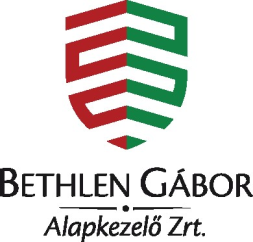 BETHLEN GÁBOR
Alapkezelő Zrt.